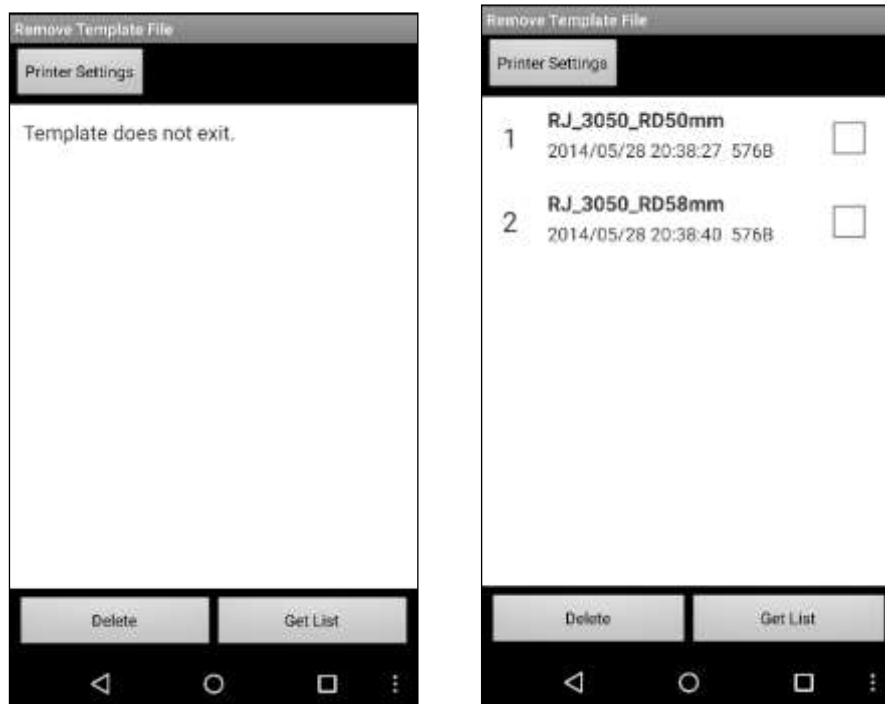 Remove Template File
Printer Settings
Template does not exit.
Delete
Get List
Remove Template File
Printer Settings
1
RJ_3050_RD50mm
2014/05/28 20:38:27 576B
2
RJ_3050_RD58mm
2014/05/28 20:38:40 576B
Delete
Get List